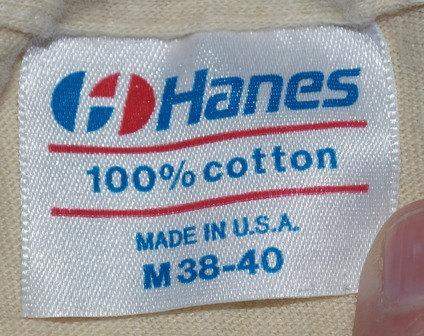 Hanes
100% cotton
MADE IN U.S.A.
M 38-40